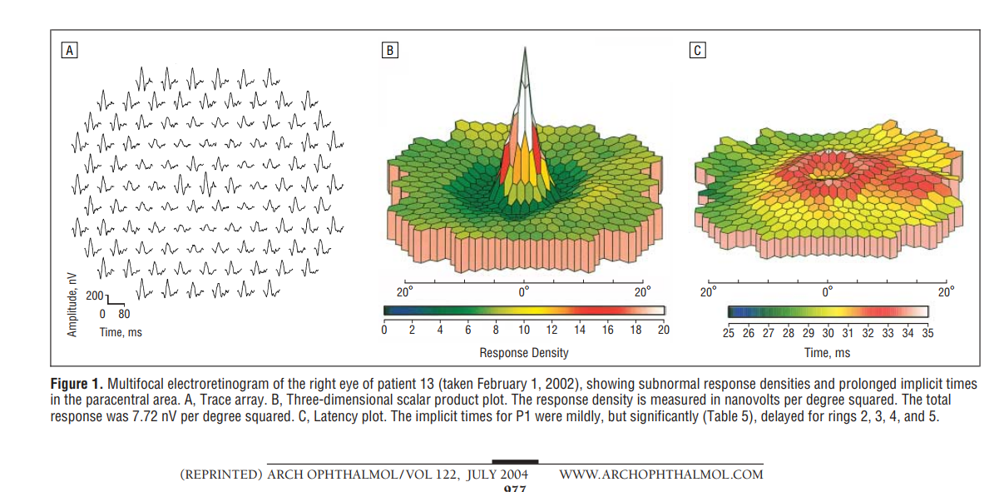 A
B
C
Amplitude, nV
200
0 80
Time, ms
20° 0° 20°
0 2 4 6 8 10 12 14 16 18 20
Response Density
20° 0° 20°
25 26 27 28 29 30 31 32 33 34 35
Time, ms
Figure 1. Multifocal electroretinogram of the right eye of patient 13 (taken February 1, 2002), showing subnormal response densities and prolonged implicit times
in the paracentral area. A, Trace array. B, Three-dimensional scalar product plot. The response density is measured in nanovolts per degree squared. The total
response was 7.72 nV per degree squared. C, Latency plot. The implicit times for P1 were mildly, but significantly (Table 5), delayed for rings 2, 3, 4, and 5.
(REPRINTED) ARCH OPHTHALMOL/VOL 122, JULY 2004 WWW.ARCHOPHTHALMOL.COM
977